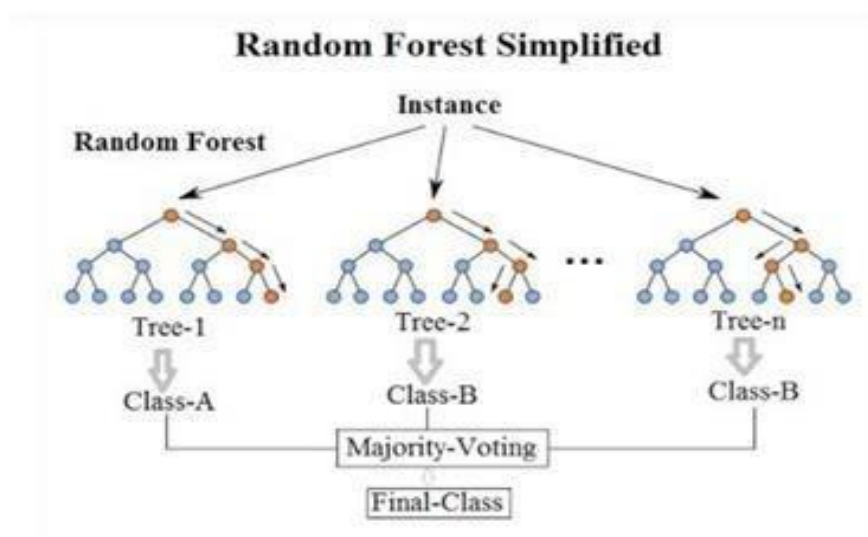 Random Forest Simplified
Instance
Random Forest
...
Tree-1 Tree-2 Tree-n
Class-A Class-B Class-B
Majority-Voting
Final-Class